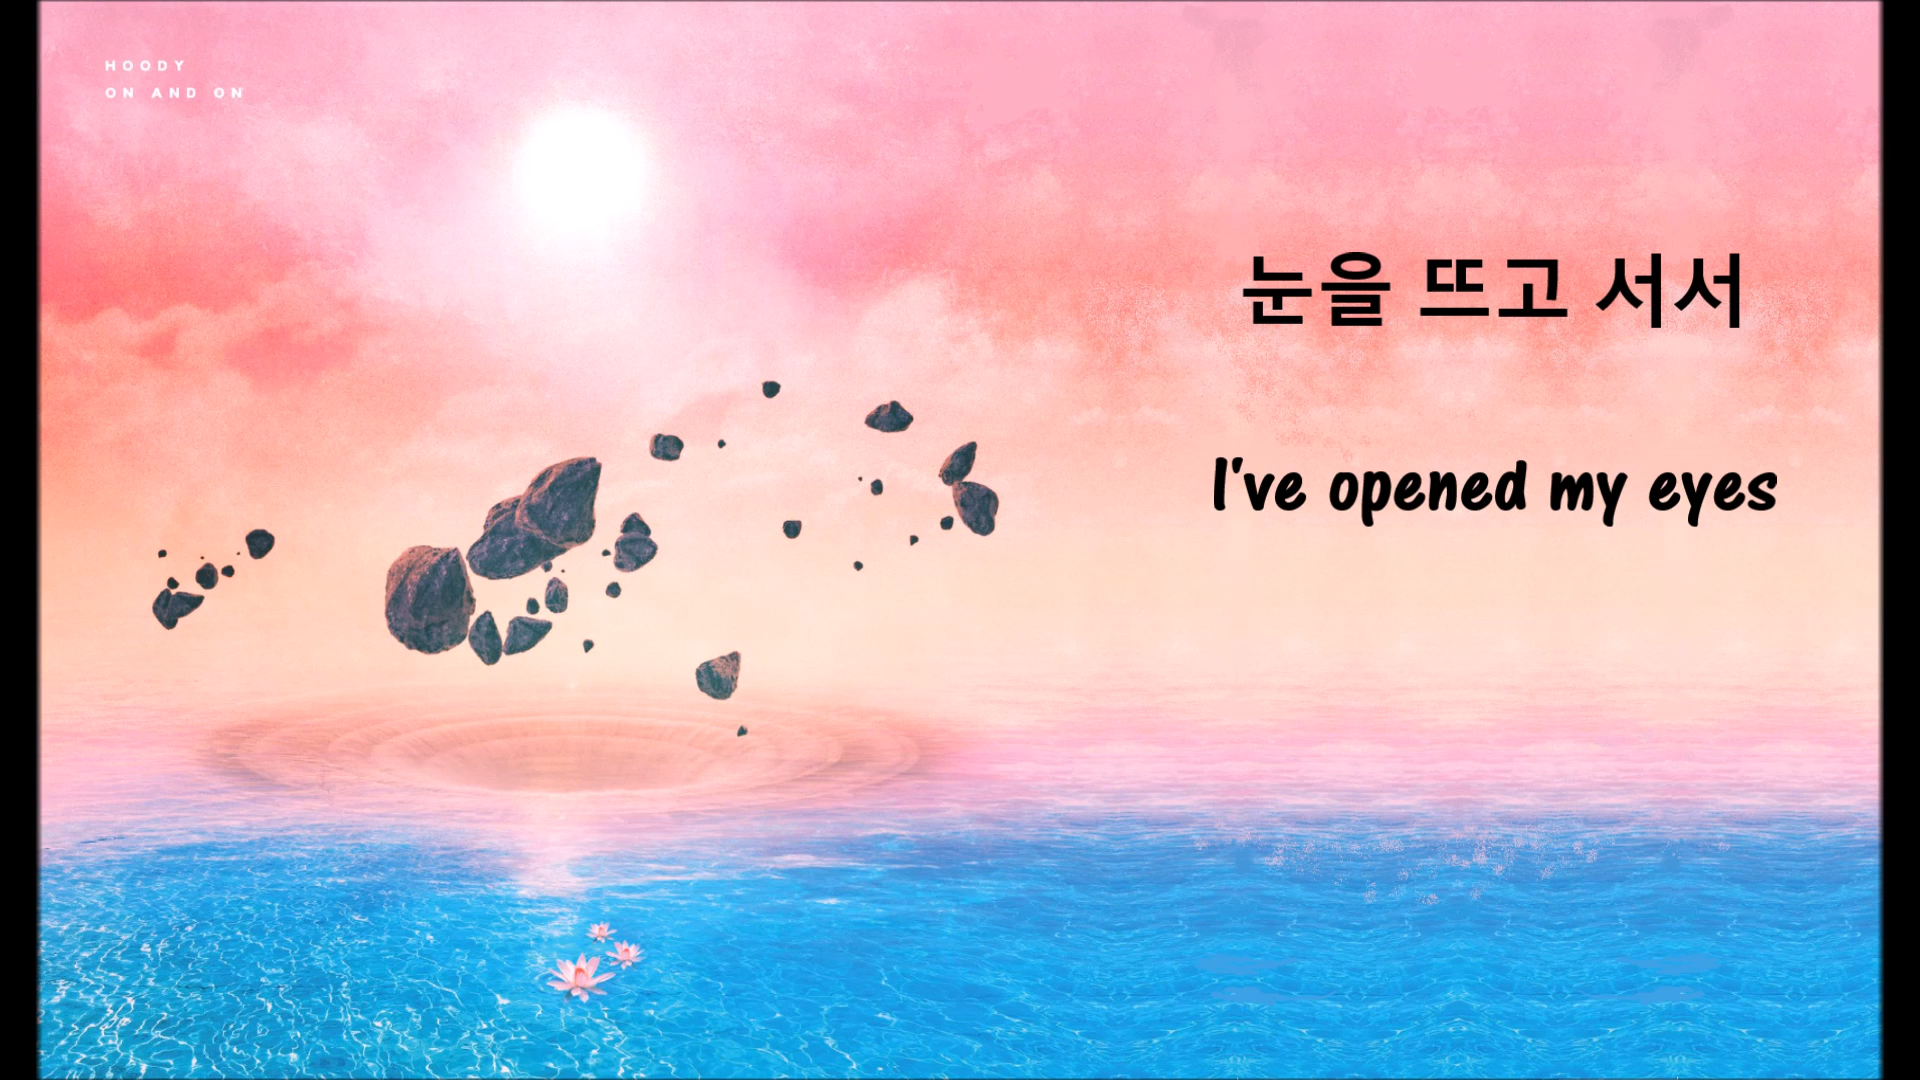 HOODY
ON AND ON
눈을 뜨고 서서
I've opened my eyes